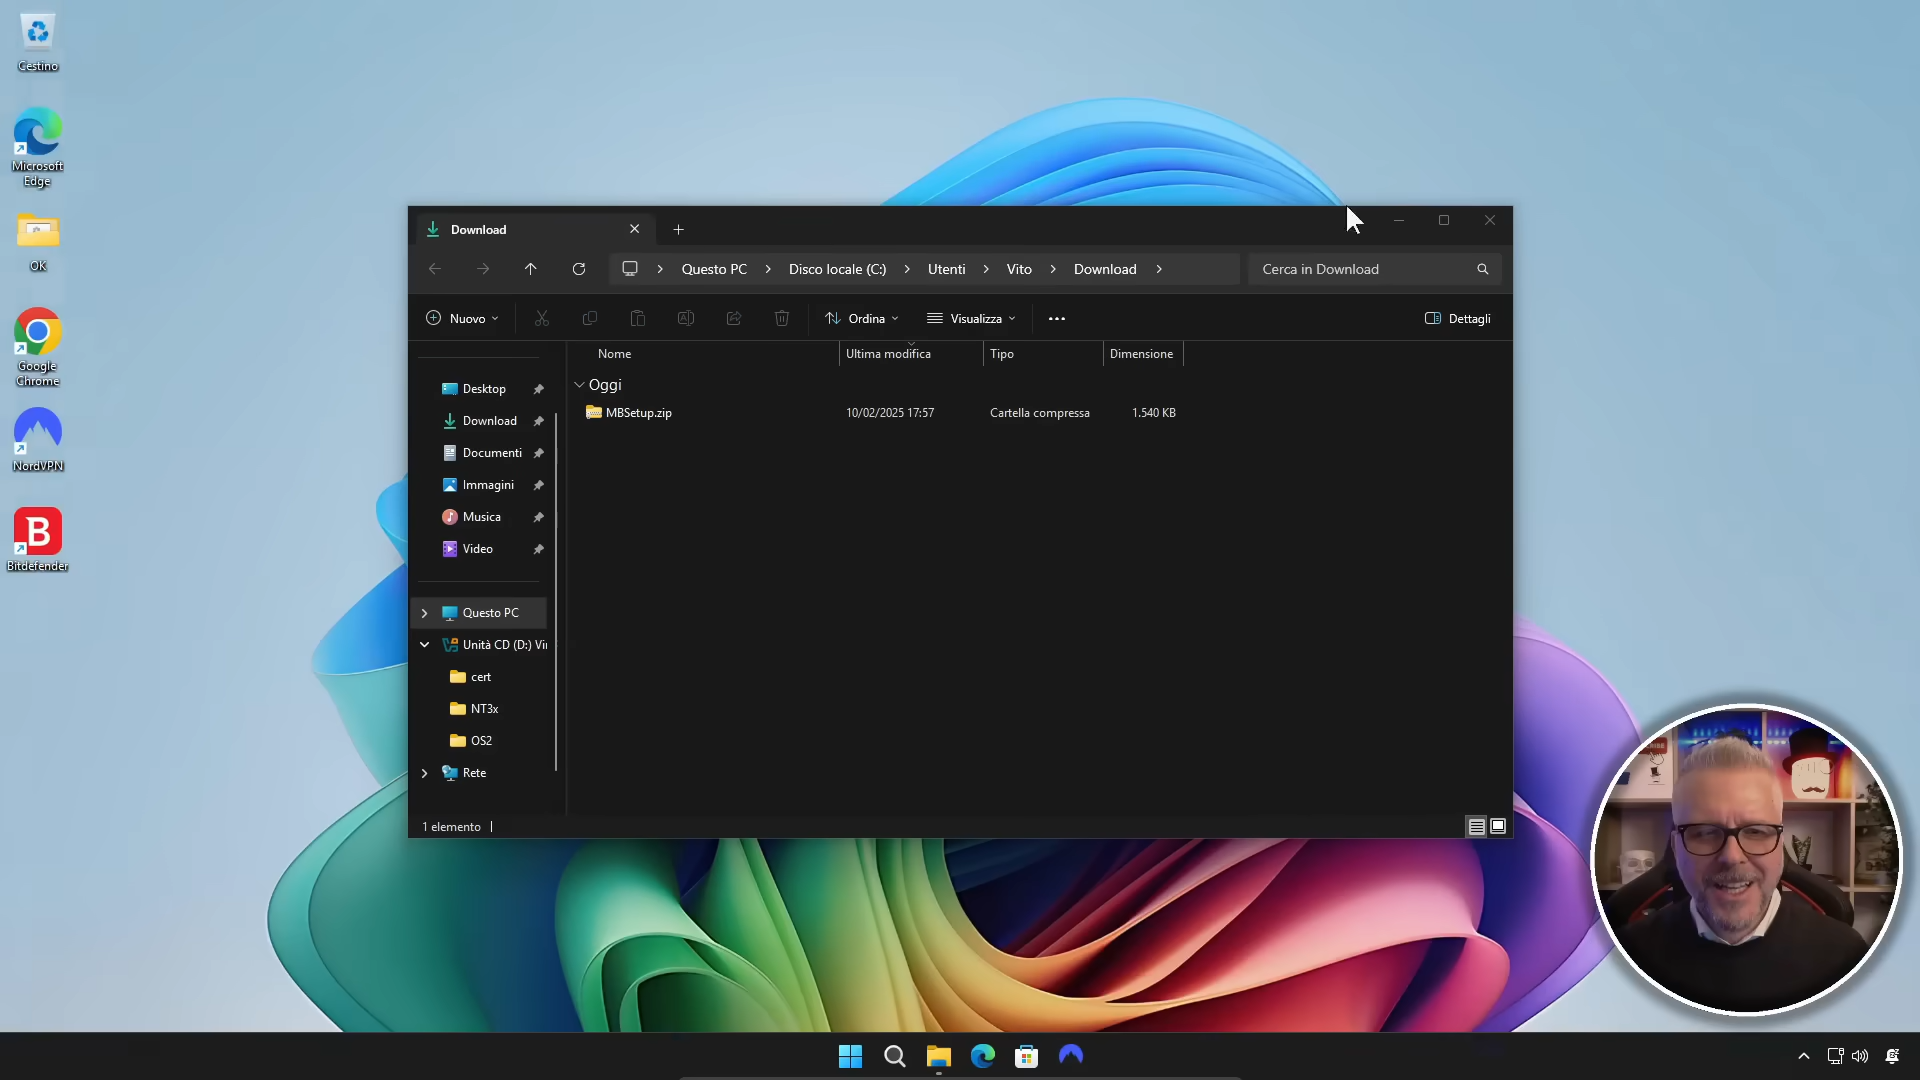 Cestino
Microsoft
Edge
OK
Google
Chrome
NordVPN
B
Bitdefender
Download
Questo PC
Disco locale (C:)
Utenti
Vito
Download
Cerca in Download
Nuovo
Ordina
Visualizza
Dettagli
Nome
Ultima modifica
Tipo
Dimensione
Oggi
MBSetup.zip
10/02/2025 17:57
Cartella compressa
1.540 KB
Desktop
Download
Documenti
Immagini
Musica
Video
Questo PC
Unità CD (D:) Vi
cert
NT3x
OS2
Rete
1 elemento